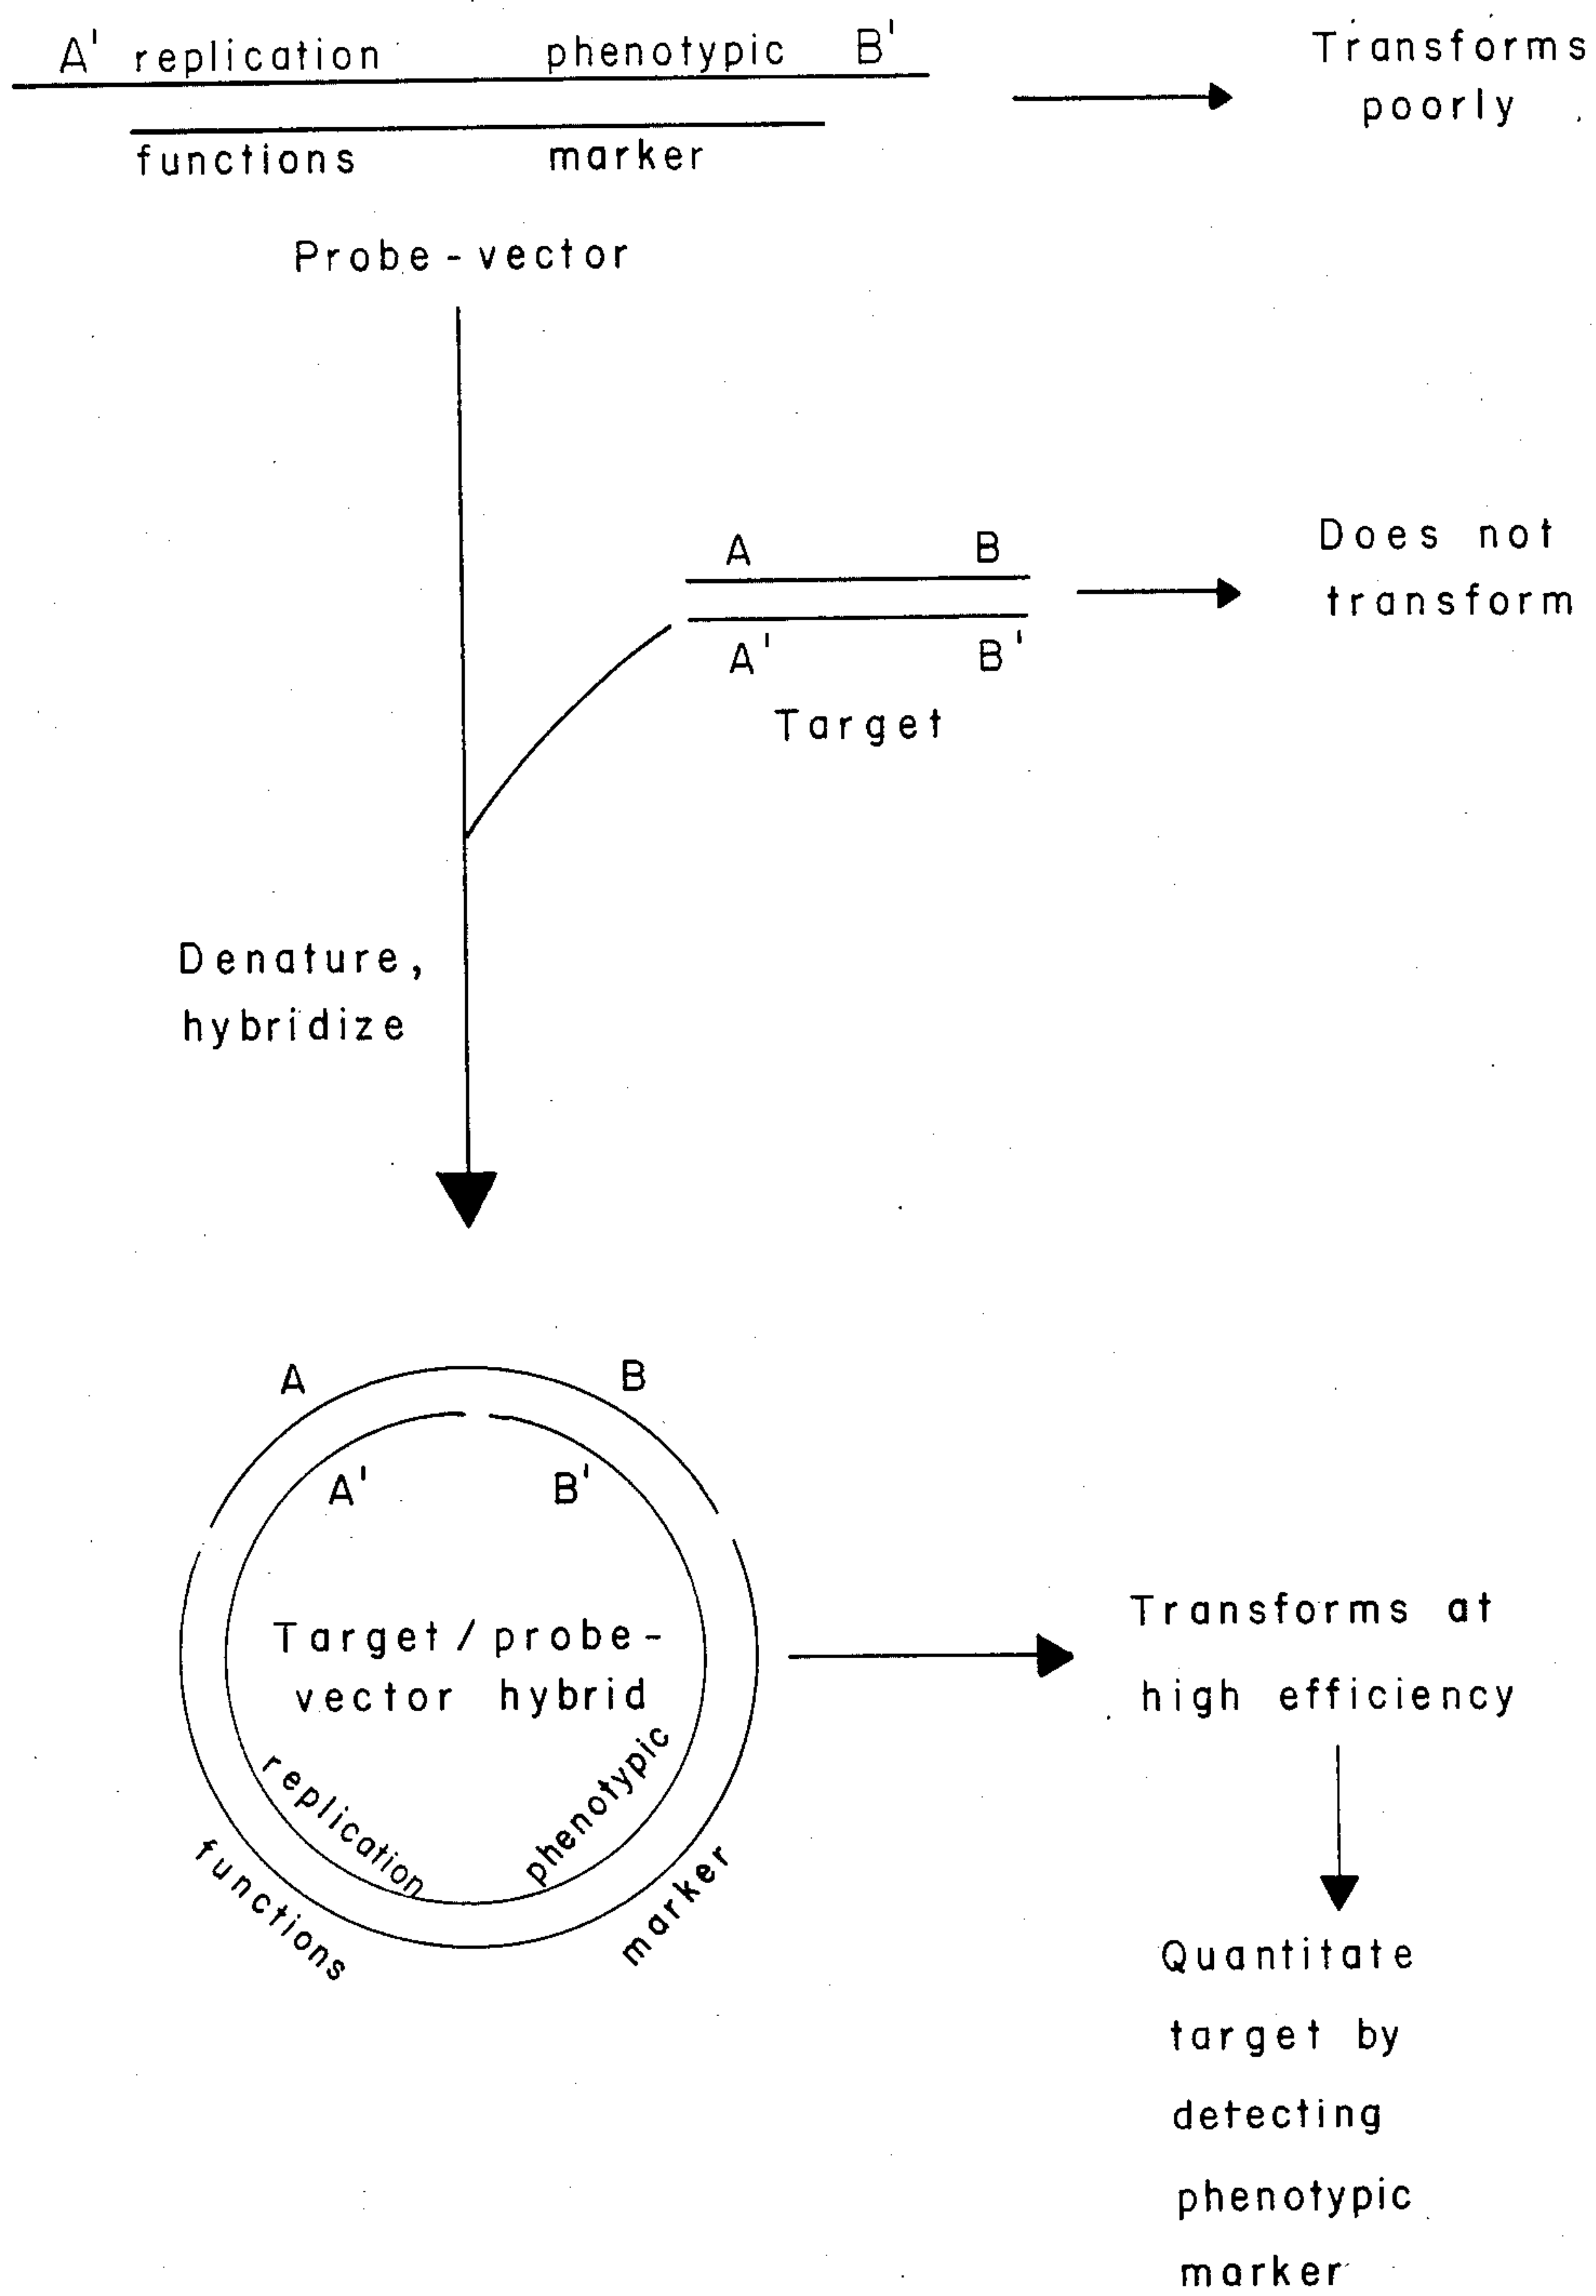 A' replication phenotypic B'
functions marker
Transforms
poorly
Probe-vector
A B
A' B'
Target
Does not
transform
Denature,
hybridize
A B
A' B'
Target/probe-
vector hybrid
replication phenotypic
functions marker
Transforms at
high efficiency
Quantitate
target by
detecting
phenotypic
marker